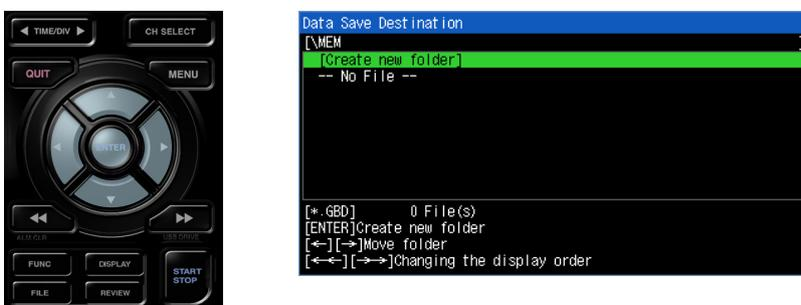 ◀ TIME/DIV ▶
CH SELECT
QUIT
MENU
ENTER
ALM CLR
USB DRIVE
FUNC
DISPLAY
START
STOP
FILE
REVIEW
Data Save Destination
[\MEM ]
[Create new folder]
-- No File --
[*.GBD] 0 File(s)
[ENTER]Create new folder
[←][→]Move folder
[←←][→→]Changing the display order